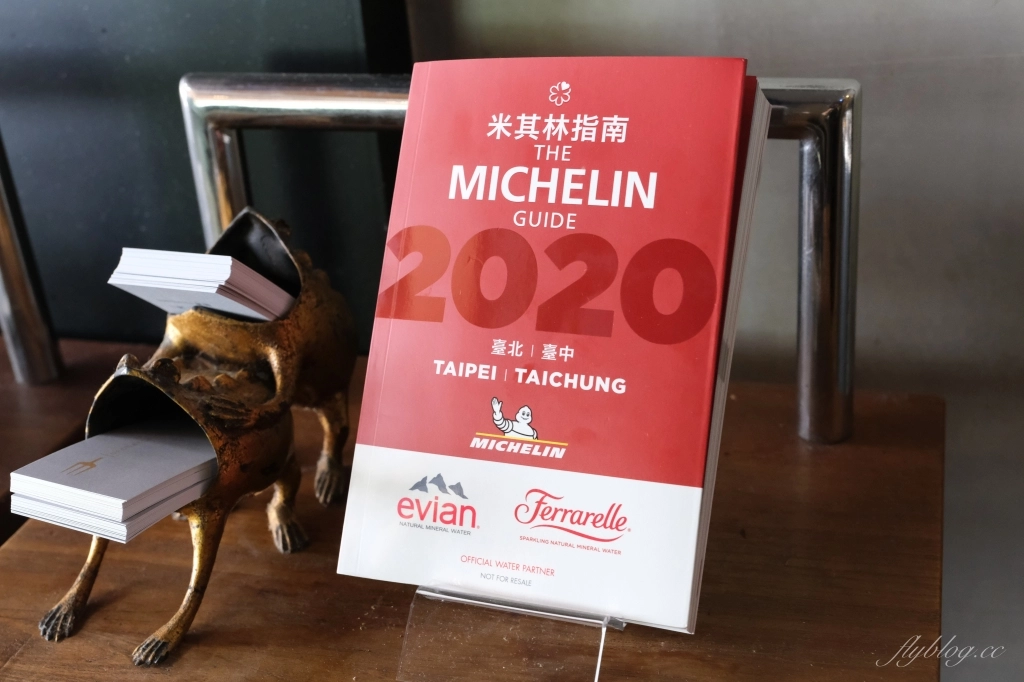 米其林指南
THE
MICHELIN
GUIDE
2020
臺北 | 臺中
TAIPEI | TAICHUNG
MICHELIN
evian
NATURAL MINERAL WATER
Ferrarelle
SPARKLING NATURAL MINERAL WATER
OFFICIAL WATER PARTNER
NOT FOR RESALE
flyblog.cc